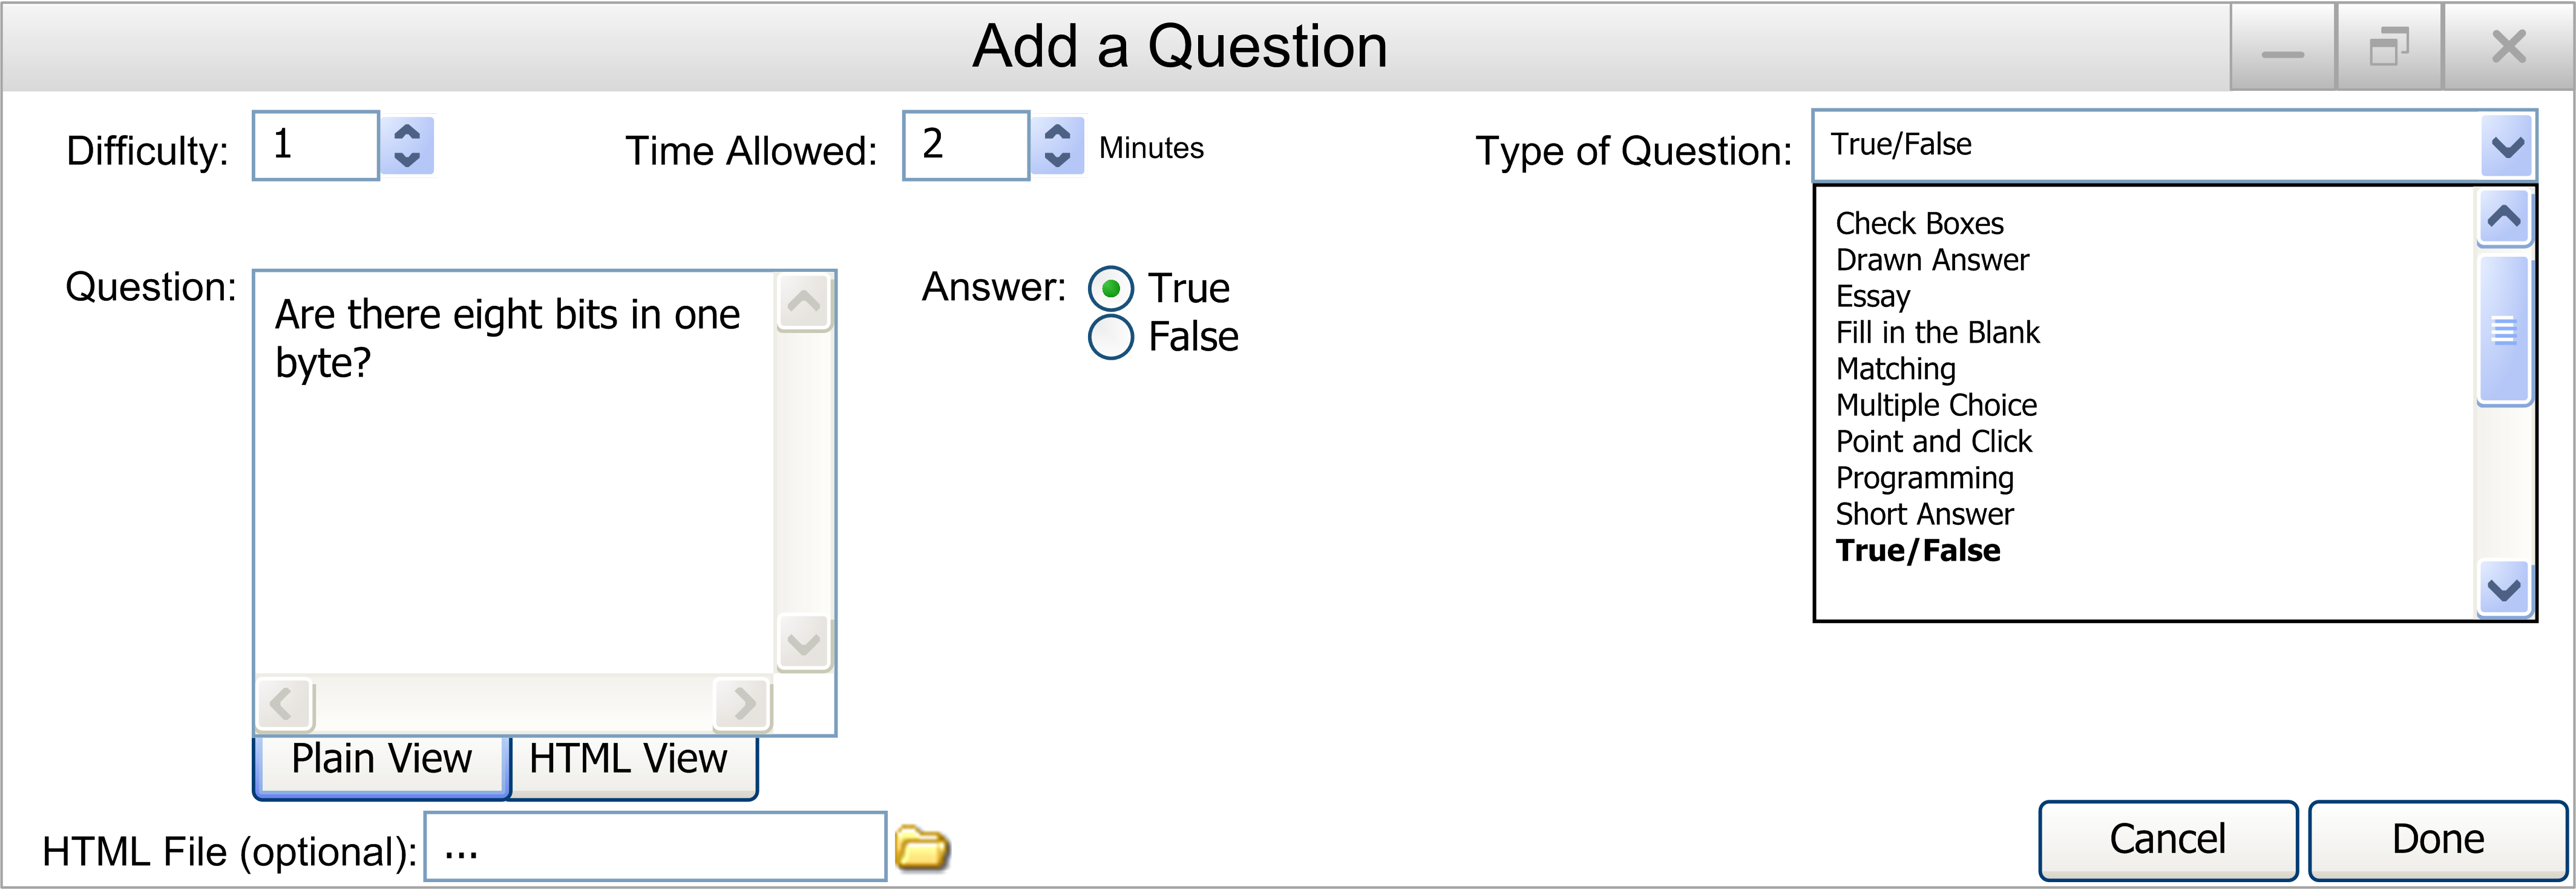 Add a Question
Difficulty: 1
Time Allowed: 2 Minutes
Type of Question: True/False
Check Boxes
Drawn Answer
Essay
Fill in the Blank
Matching
Multiple Choice
Point and Click
Programming
Short Answer
True/False
Question:
Are there eight bits in one
byte?
Answer:
True
False
Plain View
HTML View
HTML File (optional): ...
Cancel
Done